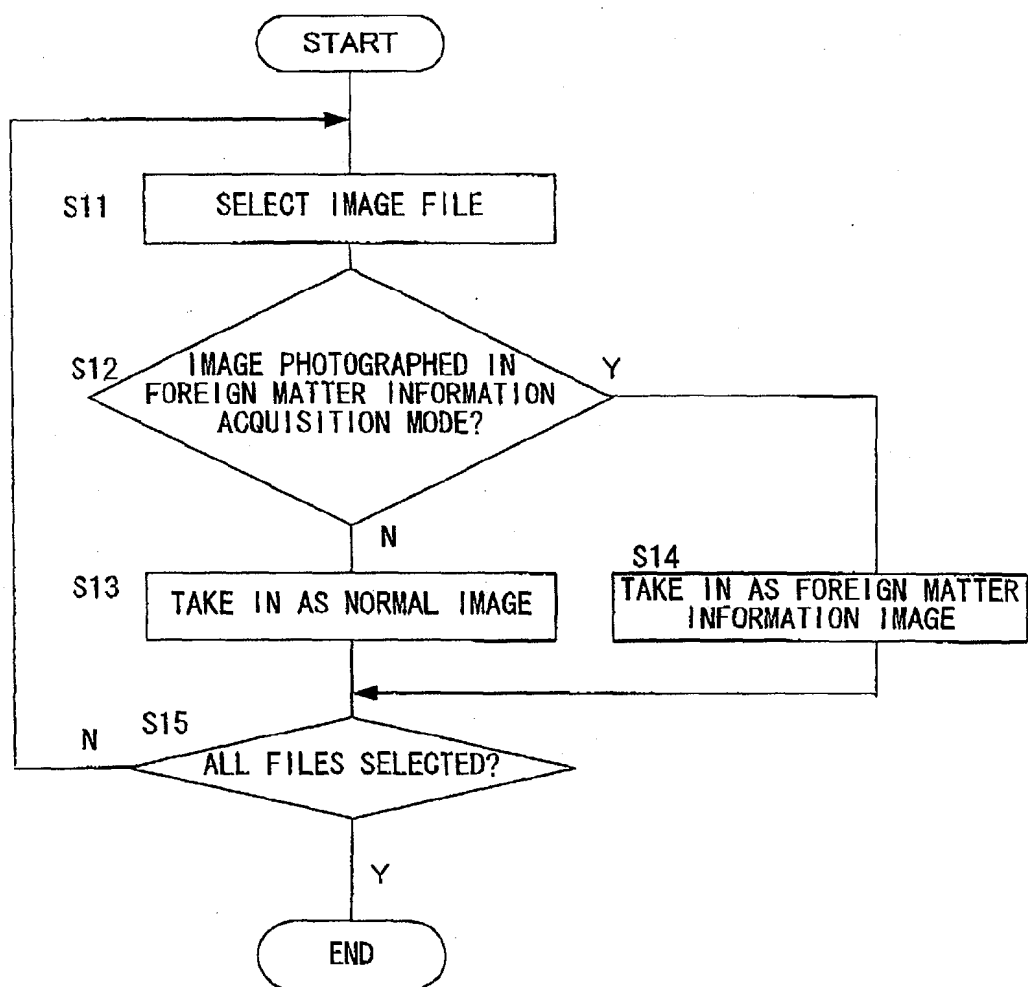 START
S11
SELECT IMAGE FILE
S12
IMAGE PHOTOGRAPHED IN
FOREIGN MATTER INFORMATION
ACQUISITION MODE?
Y
N
S13
TAKE IN AS NORMAL IMAGE
S14
TAKE IN AS FOREIGN MATTER
INFORMATION IMAGE
S15
N
ALL FILES SELECTED?
Y
END